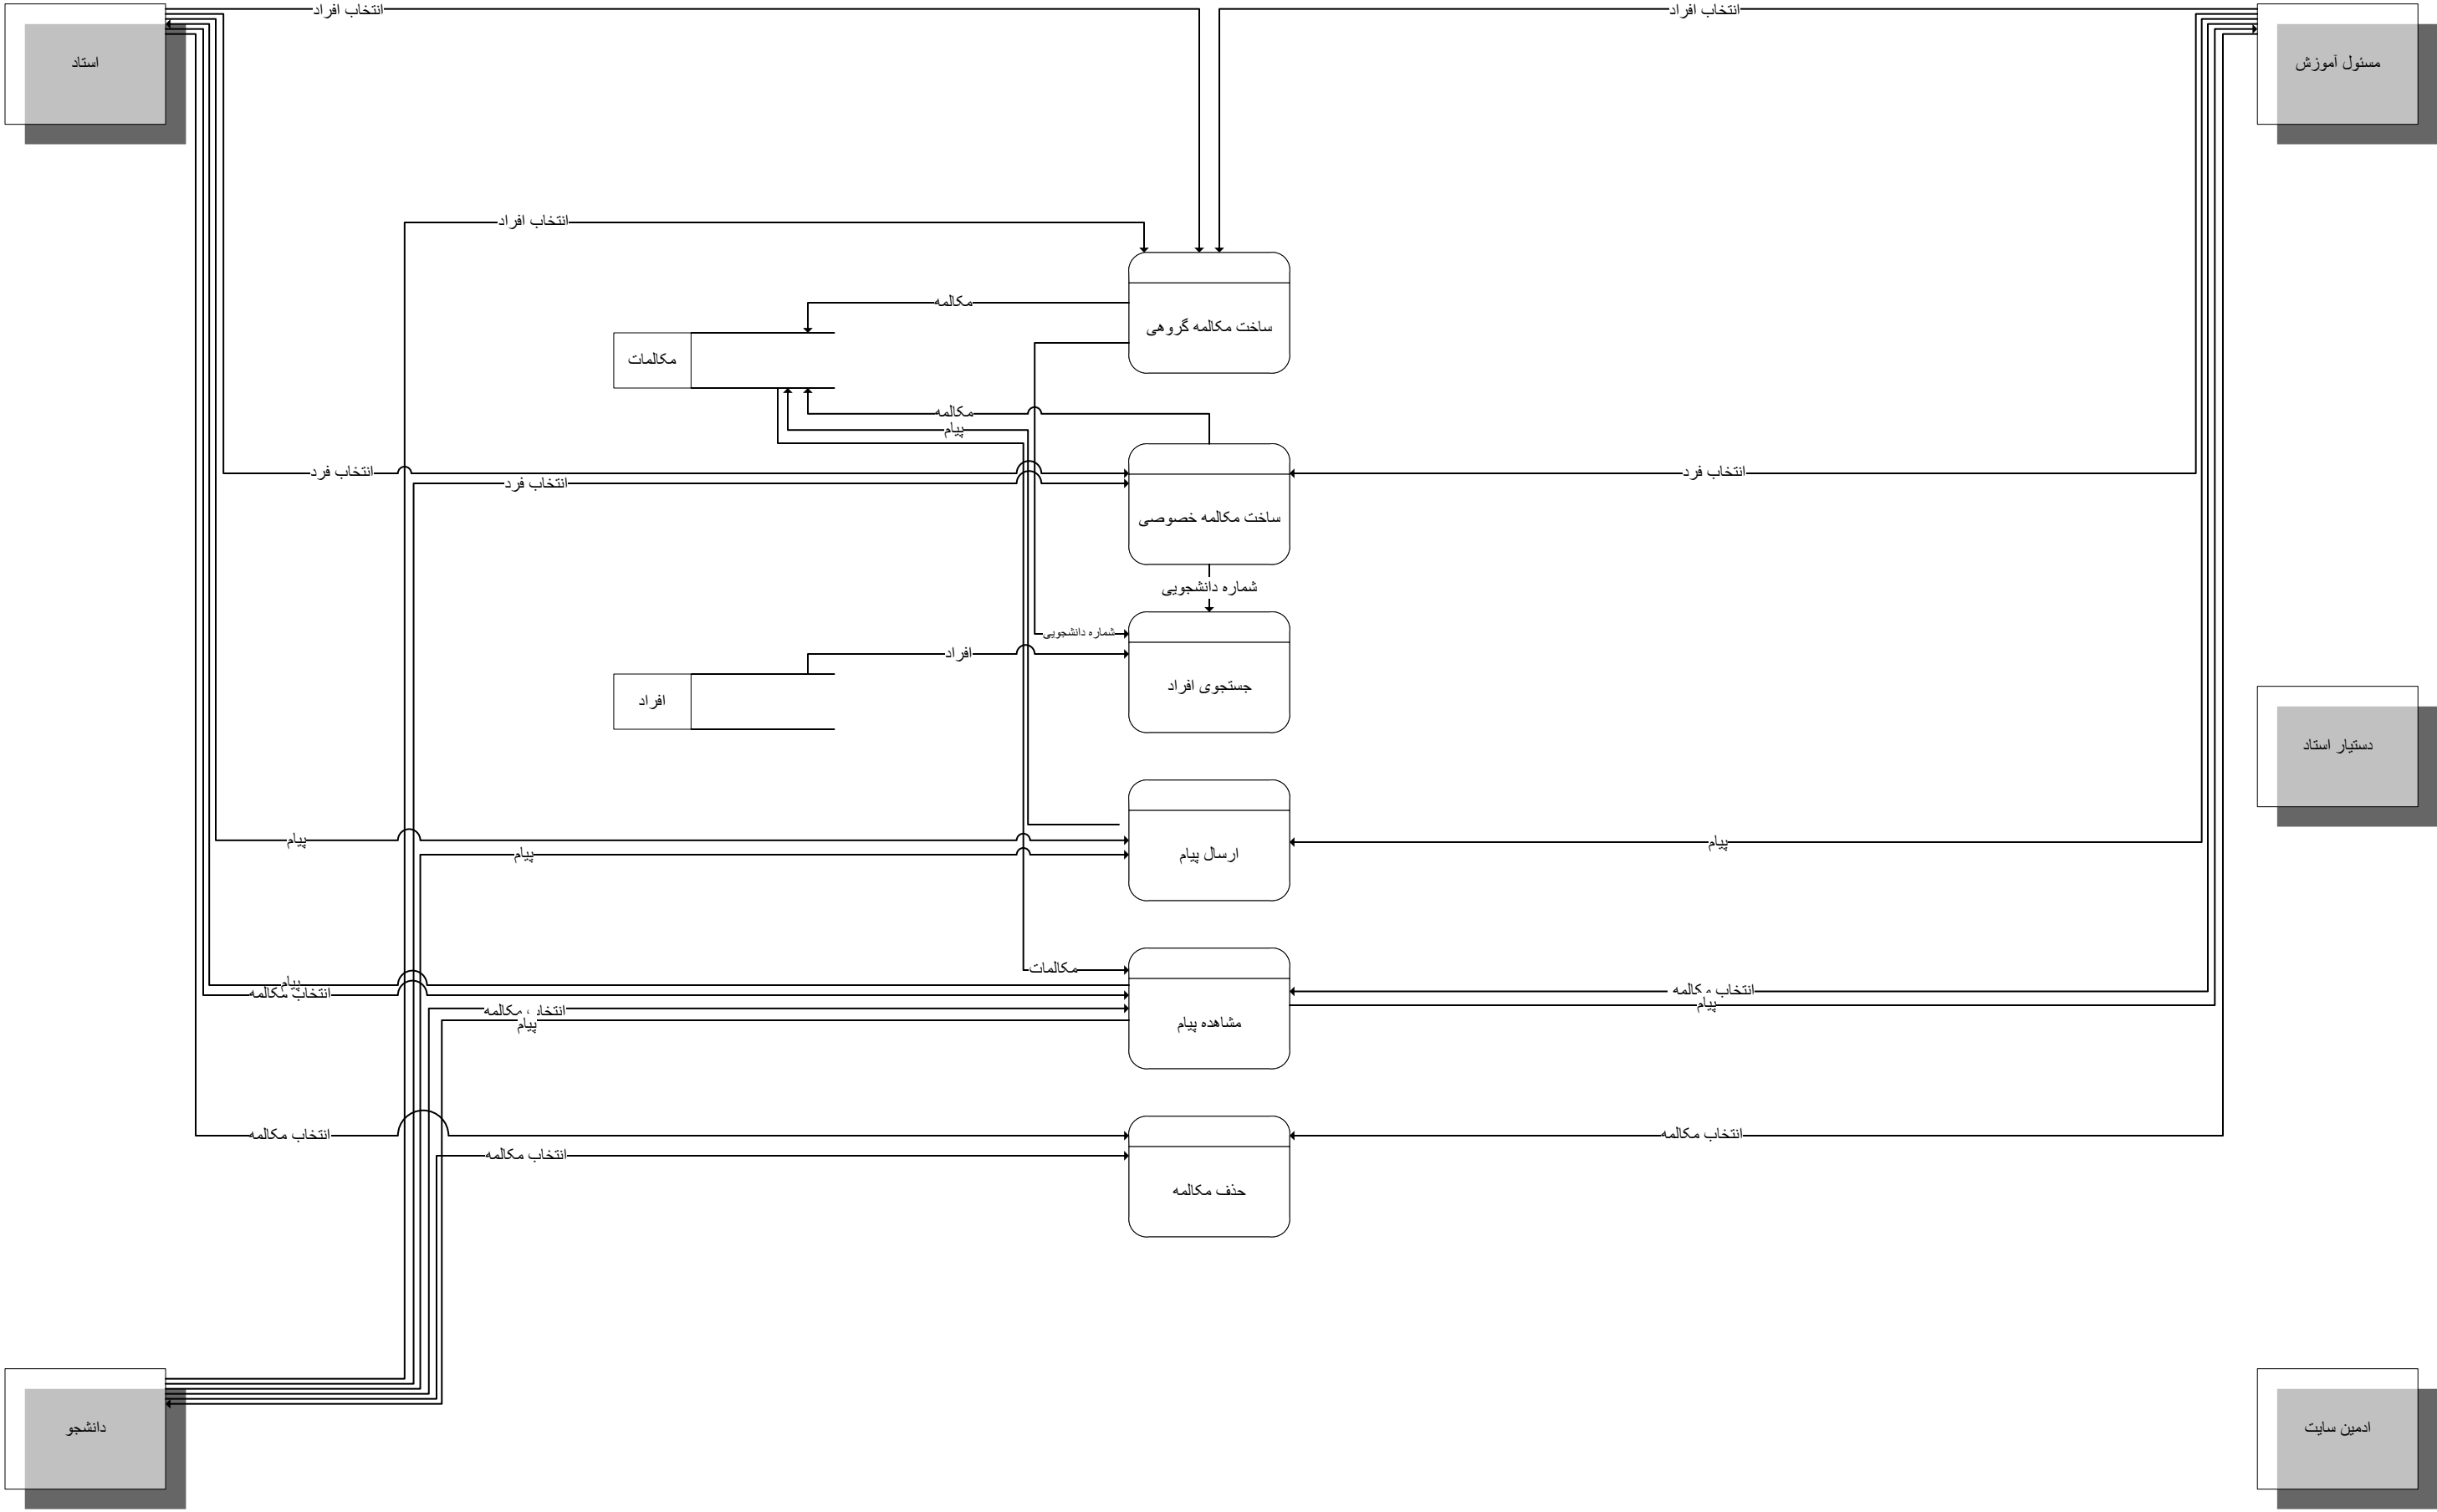 انتخاب افراد
انتخاب افراد
استاد
مسئول آموزش
انتخاب افراد
مکالمه
ساخت مکالمه گروهی
مکالمات
مکالمه
پیام
انتخاب فرد
انتخاب فرد
انتخاب فرد
ساخت مکالمه خصوصی
شماره دانشجویی
شماره دانشجویی
افراد
جستجوی افراد
افراد
دستیار استاد
پیام
پیام
پیام
ارسال پیام
مکالمات
پیام
انتخاب مکالمه
انتخاب مکالمه
پیام
انتخاب مکالمه
پیام
مشاهده پیام
انتخاب مکالمه
انتخاب مکالمه
انتخاب مکالمه
حذف مکالمه
دانشجو
ادمین سایت